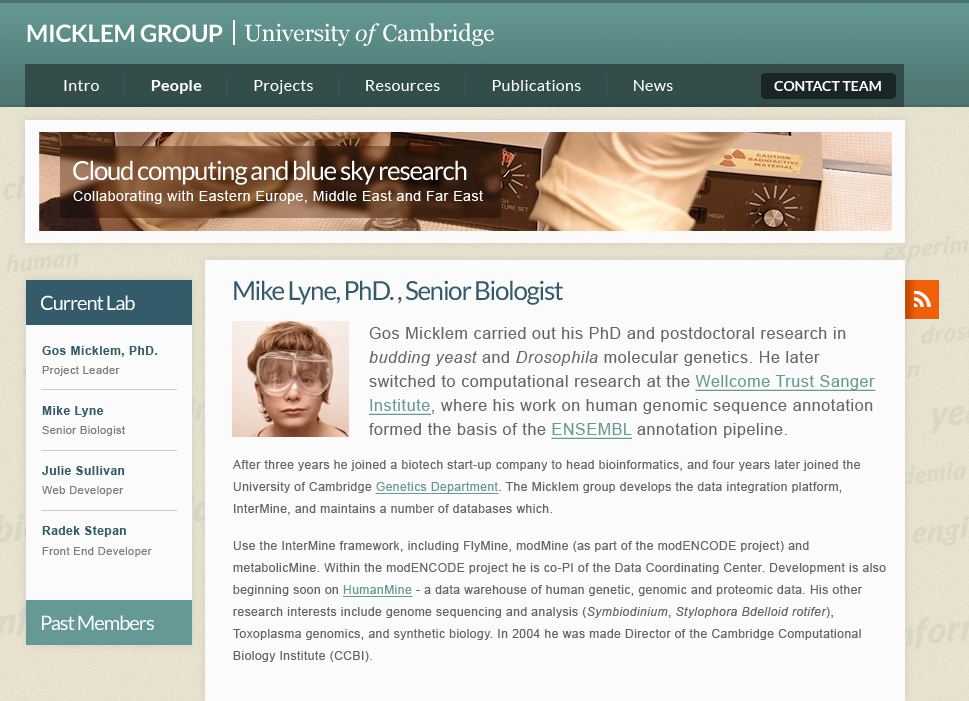 MICKLEM GROUP | University of Cambridge
Intro People Projects Resources Publications News CONTACT TEAM
Cloud computing and blue sky research
Collaborating with Eastern Europe, Middle East and Far East
CAUTION
RADIOACTIVE
MATERIAL
HIGH
human
experim
Current Lab
Gos Micklem, PhD.
Project Leader
Mike Lyne
Senior Biologist
Julie Sullivan
Web Developer
Radek Stepan
Front End Developer
Past Members
Mike Lyne, PhD. , Senior Biologist
Gos Micklem carried out his PhD and postdoctoral research in
budding yeast and Drosophila molecular genetics. He later
switched to computational research at the Wellcome Trust Sanger
Institute, where his work on human genomic sequence annotation
formed the basis of the ENSEMBL annotation pipeline.
After three years he joined a biotech start-up company to head bioinformatics, and four years later joined the
University of Cambridge Genetics Department. The Micklem group develops the data integration platform,
InterMine, and maintains a number of databases which.
Use the InterMine framework, including FlyMine, modMine (as part of the modENCODE project) and
metabolicMine. Within the modENCODE project he is co-PI of the Data Coordinating Center. Development is also
beginning soon on HumanMine - a data warehouse of human genetic, genomic and proteomic data. His other
research interests include genome sequencing and analysis (Symbiodinium, Stylophora Bdelloid rotifer),
Toxoplasma genomics, and synthetic biology. In 2004 he was made Director of the Cambridge Computational
Biology Institute (CCBI).
droso
yea
demia
engi
nforr